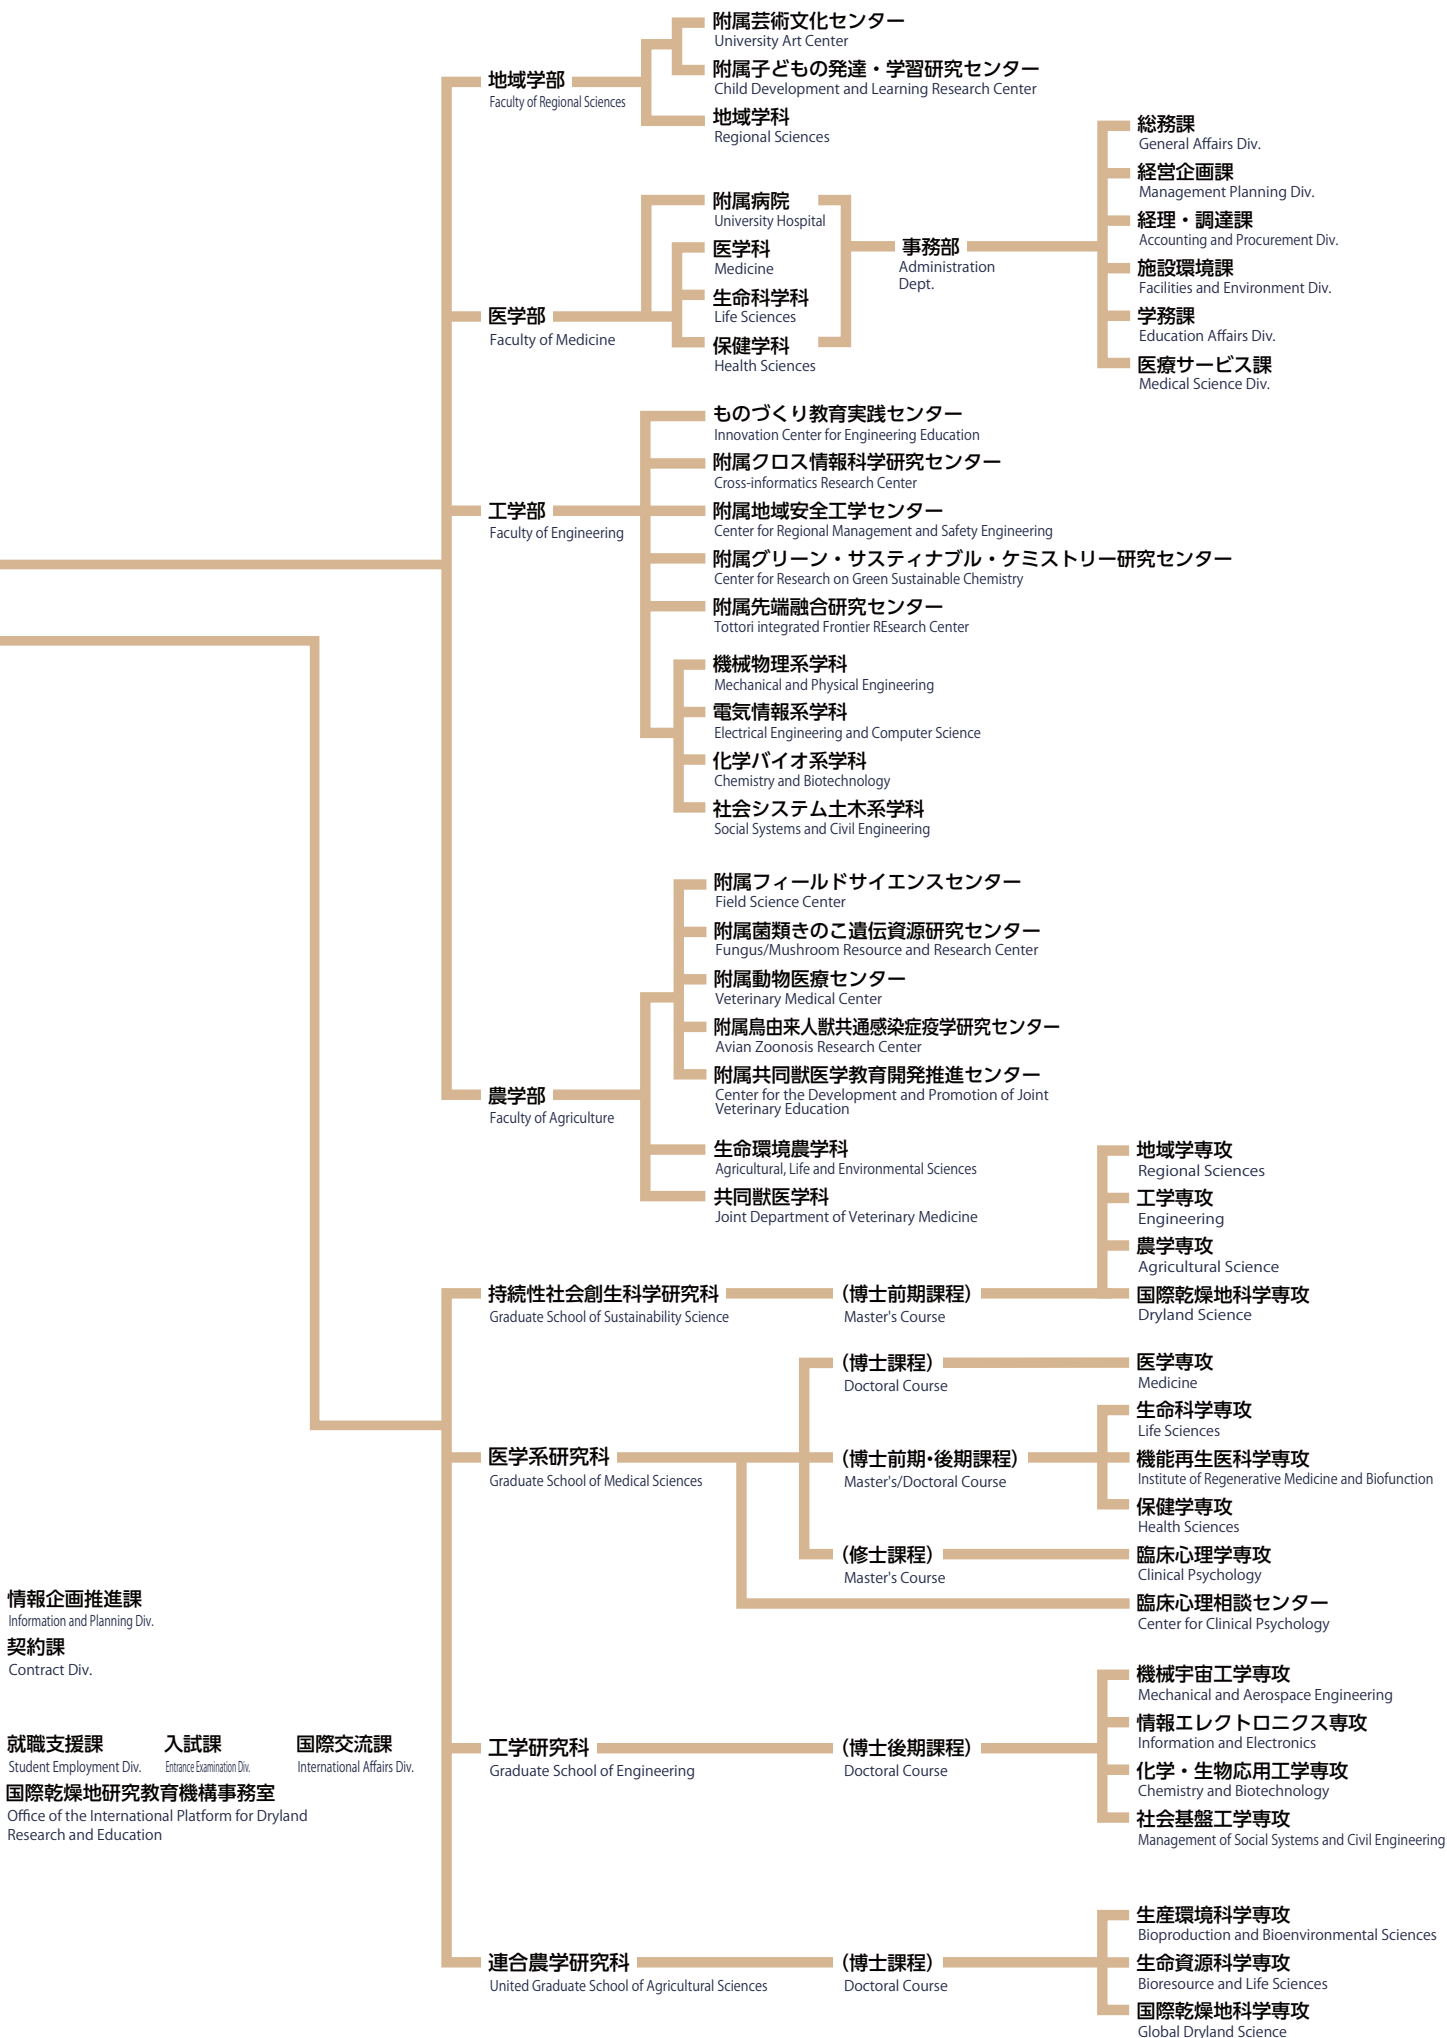 附属芸術文化センター
University Art Center
附属子どもの発達・学習研究センター
Child Development and Learning Research Center
地域学部
Faculty of Regional Sciences
地域学科
Regional Sciences
附属病院
University Hospital
医学科
Medicine
生命科学科
Life Sciences
医学部
Faculty of Medicine
保健学科
Health Sciences
事務部
Administration
Dept.
総務課
General Affairs Div.
経営企画課
Management Planning Div.
経理・調達課
Accounting and Procurement Div.
施設環境課
Facilities and Environment Div.
学務課
Education Affairs Div.
医療サービス課
Medical Science Div.
ものづくり教育実践センター
Innovation Center for Engineering Education
附属クロス情報科学研究センター
Cross-informatics Research Center
工学部
Faculty of Engineering
附属地域安全工学センター
Center for Regional Management and Safety Engineering
附属グリーン・サスティナブル・ケミストリー研究センター
Center for Research on Green Sustainable Chemistry
附属先端融合研究センター
Tottori integrated Frontier REsearch Center
機械物理系学科
Mechanical and Physical Engineering
電気情報系学科
Electrical Engineering and Computer Science
化学バイオ系学科
Chemistry and Biotechnology
社会システム土木系学科
Social Systems and Civil Engineering
附属フィールドサイエンスセンター
Field Science Center
附属菌類きのこ遺伝資源研究センター
Fungus/Mushroom Resource and Research Center
附属動物医療センター
Veterinary Medical Center
附属鳥由来人獣共通感染症疫学研究センター
Avian Zoonosis Research Center
附属共同獣医学教育開発推進センター
Center for the Development and Promotion of Joint
Veterinary Education
農学部
Faculty of Agriculture
生命環境農学科
Agricultural, Life and Environmental Sciences
共同獣医学科
Joint Department of Veterinary Medicine
持続性社会創生科学研究科
Graduate School of Sustainability Science
（博士前期課程）
Master's Course
地域学専攻
Regional Sciences
工学専攻
Engineering
農学専攻
Agricultural Science
国際乾燥地科学専攻
Dryland Science
医学系研究科
Graduate School of Medical Sciences
（博士課程）
Doctoral Course
医学専攻
Medicine
（博士前期・後期課程）
Master's/Doctoral Course
生命科学専攻
Life Sciences
機能再生医科学専攻
Institute of Regenerative Medicine and Biofunction
保健学専攻
Health Sciences
（修士課程）
Master's Course
臨床心理学専攻
Clinical Psychology
臨床心理相談センター
Center for Clinical Psychology
情報企画推進課
Information and Planning Div.
契約課
Contract Div.
就職支援課
Student Employment Div.
入試課
Entrance Examination Div.
国際交流課
International Affairs Div.
国際乾燥地研究教育機構事務室
Office of the International Platform for Dryland
Research and Education
工学研究科
Graduate School of Engineering
（博士後期課程）
Doctoral Course
機械宇宙工学専攻
Mechanical and Aerospace Engineering
情報エレクトロニクス専攻
Information and Electronics
化学・生物応用工学専攻
Chemistry and Biotechnology
社会基盤工学専攻
Management of Social Systems and Civil Engineering
連合農学研究科
United Graduate School of Agricultural Sciences
（博士課程）
Doctoral Course
生産環境科学専攻
Bioproduction and Bioenvironmental Sciences
生命資源科学専攻
Bioresource and Life Sciences
国際乾燥地科学専攻
Global Dryland Science